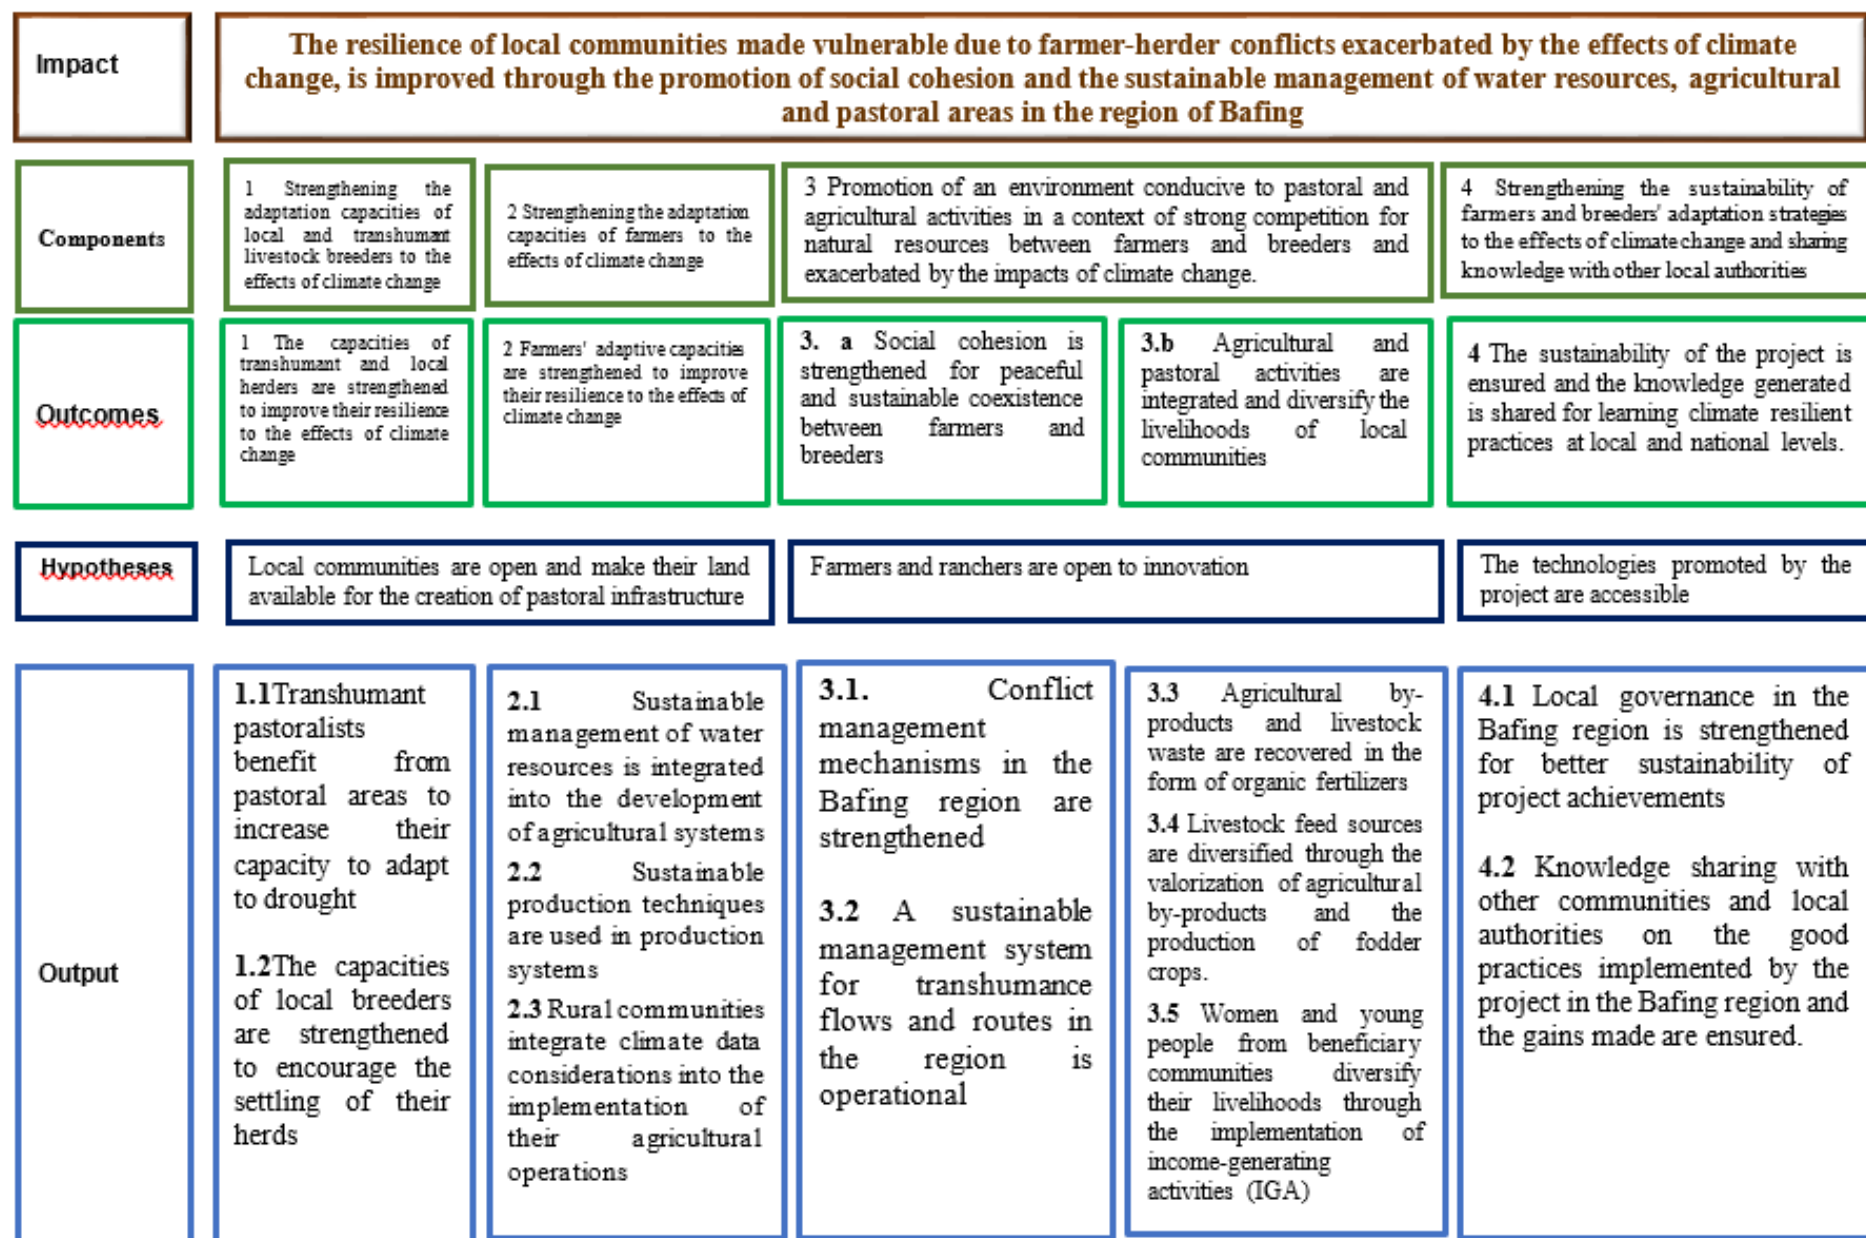 Impact
The resilience of local communities made vulnerable due to farmer-herder conflicts exacerbated by the effects of climate
change, is improved through the promotion of social cohesion and the sustainable management of water resources, agricultural
and pastoral areas in the region of Bafing
Components
1 Strengthening the
adaptation capacities of
local and transhumant
livestock breeders to the
effects of climate change
2 Strengthening the adaptation
capacities of farmers to the
effects of climate change
3 Promotion of an environment conducive to pastoral and
agricultural activities in a context of strong competition for
natural resources between farmers and breeders and
exacerbated by the impacts of climate change.
4 Strengthening the sustainability of
farmers and breeders' adaptation strategies
to the effects of climate change and sharing
knowledge with other local authorities
Outcomes
1 The capacities of
transhumant and local
herders are strengthened
to improve their resilience
to the effects of climate
change
2 Farmers' adaptive capacities
are strengthened to improve
their resilience to the effects of
climate change
3. a Social cohesion is
strengthened for peaceful
and sustainable coexistence
between farmers and
breeders
3.b Agricultural and
pastoral activities are
integrated and diversify the
livelihoods of local
communities
4 The sustainability of the project is
ensured and the knowledge generated
is shared for learning climate resilient
practices at local and national levels.
Hypotheses
Local communities are open and make their land
available for the creation of pastoral infrastructure
Farmers and ranchers are open to innovation
The technologies promoted by the
project are accessible
Output
1.1Transhumant
pastoralists
benefit from
pastoral areas to
increase their
capacity to adapt
to drought
1.2The capacities
of local breeders
are strengthened
to encourage the
settling of their
herds
2.1 Sustainable
management of water
resources is integrated
into the development
of agricultural systems
2.2 Sustainable
production techniques
are used in production
systems
2.3 Rural communities
integrate climate data
considerations into the
implementation of
their agricultural
operations
3.1. Conflict
management
mechanisms in the
Bafing region are
strengthened
3.2 A sustainable
management system
for transhumance
flows and routes in
the region is
operational
3.3 Agricultural by-
products and livestock
waste are recovered in the
form of organic fertilizers
3.4 Livestock feed sources
are diversified through the
valorization of agricultural
by-products and the
production of fodder
crops.
3.5 Women and young
people from beneficiary
communities diversify
their livelihoods through
the implementation of
income-generating
activities (IGA)
4.1 Local governance in the
Bafing region is strengthened
for better sustainability of
project achievements
4.2 Knowledge sharing with
other communities and local
authorities on the good
practices implemented by the
project in the Bafing region and
the gains made are ensured.